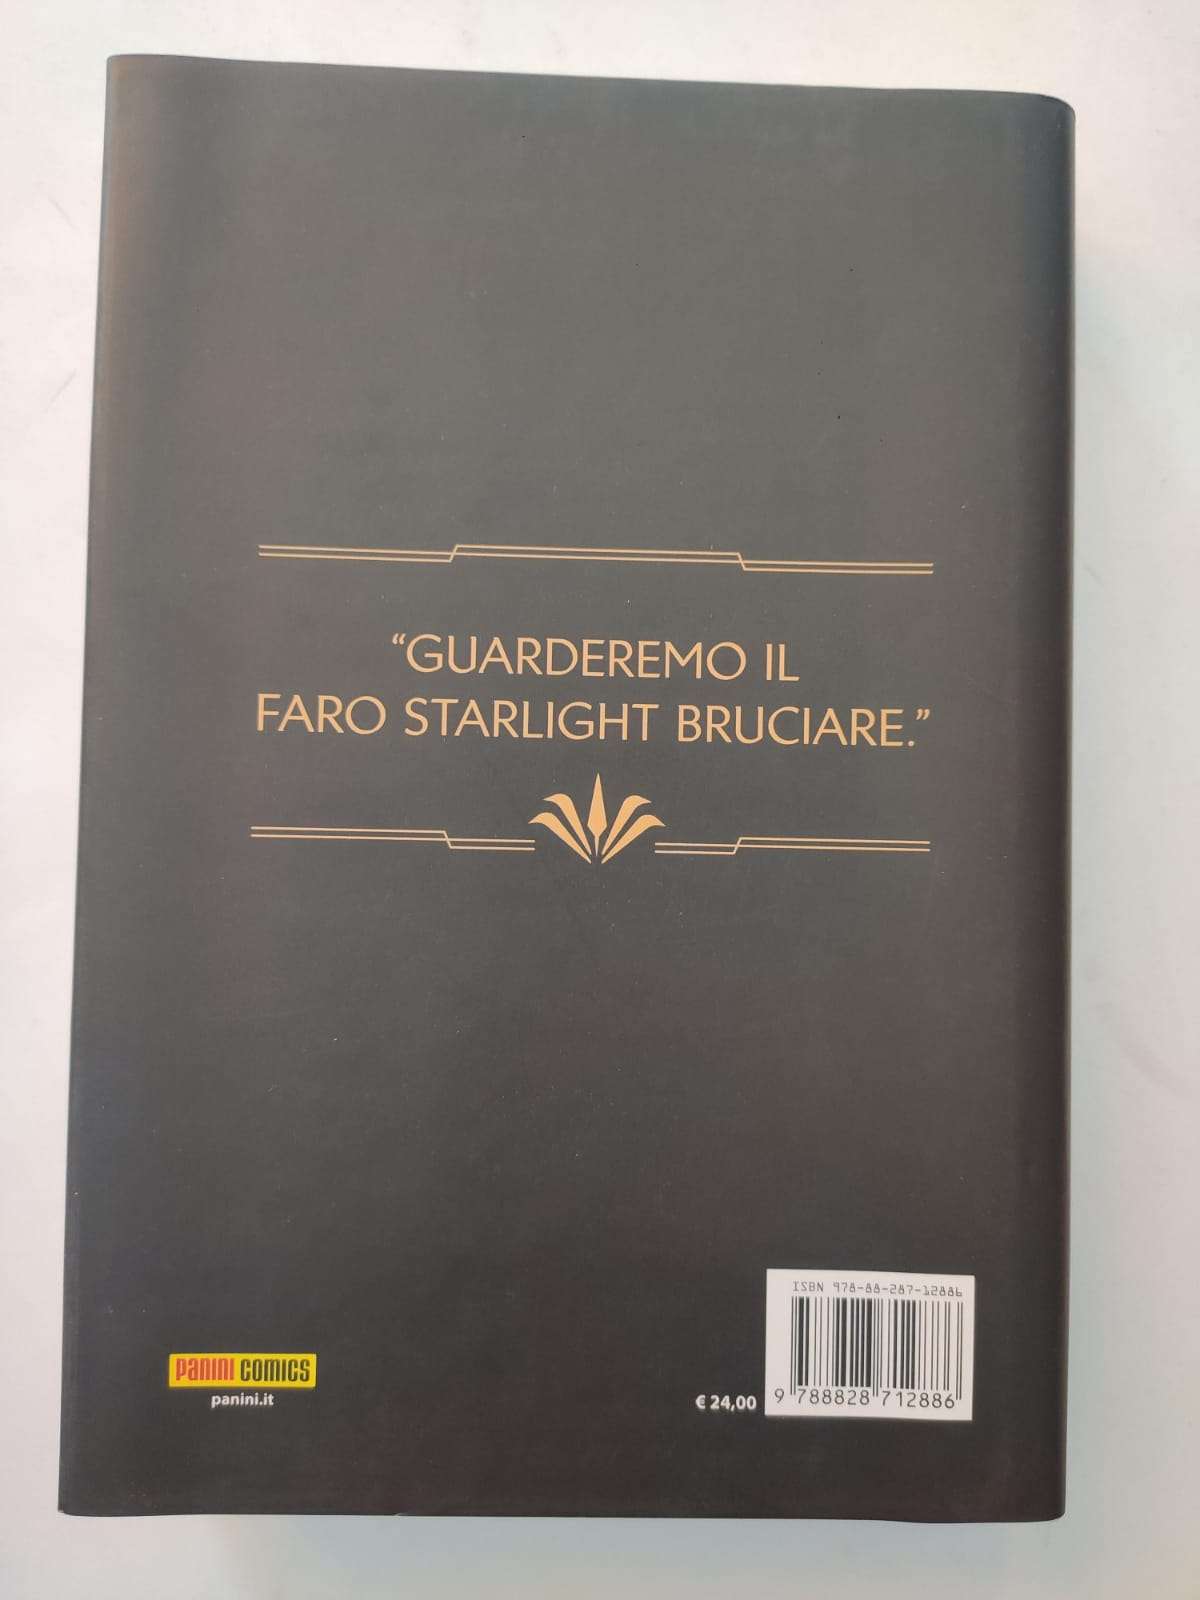 “GUARDEREMO IL
FARO STARLIGHT BRUCIARE.”
ISBN 978-88-287-12886
PANINI COMICS
panini.it
€ 24,00
9 788828 712886